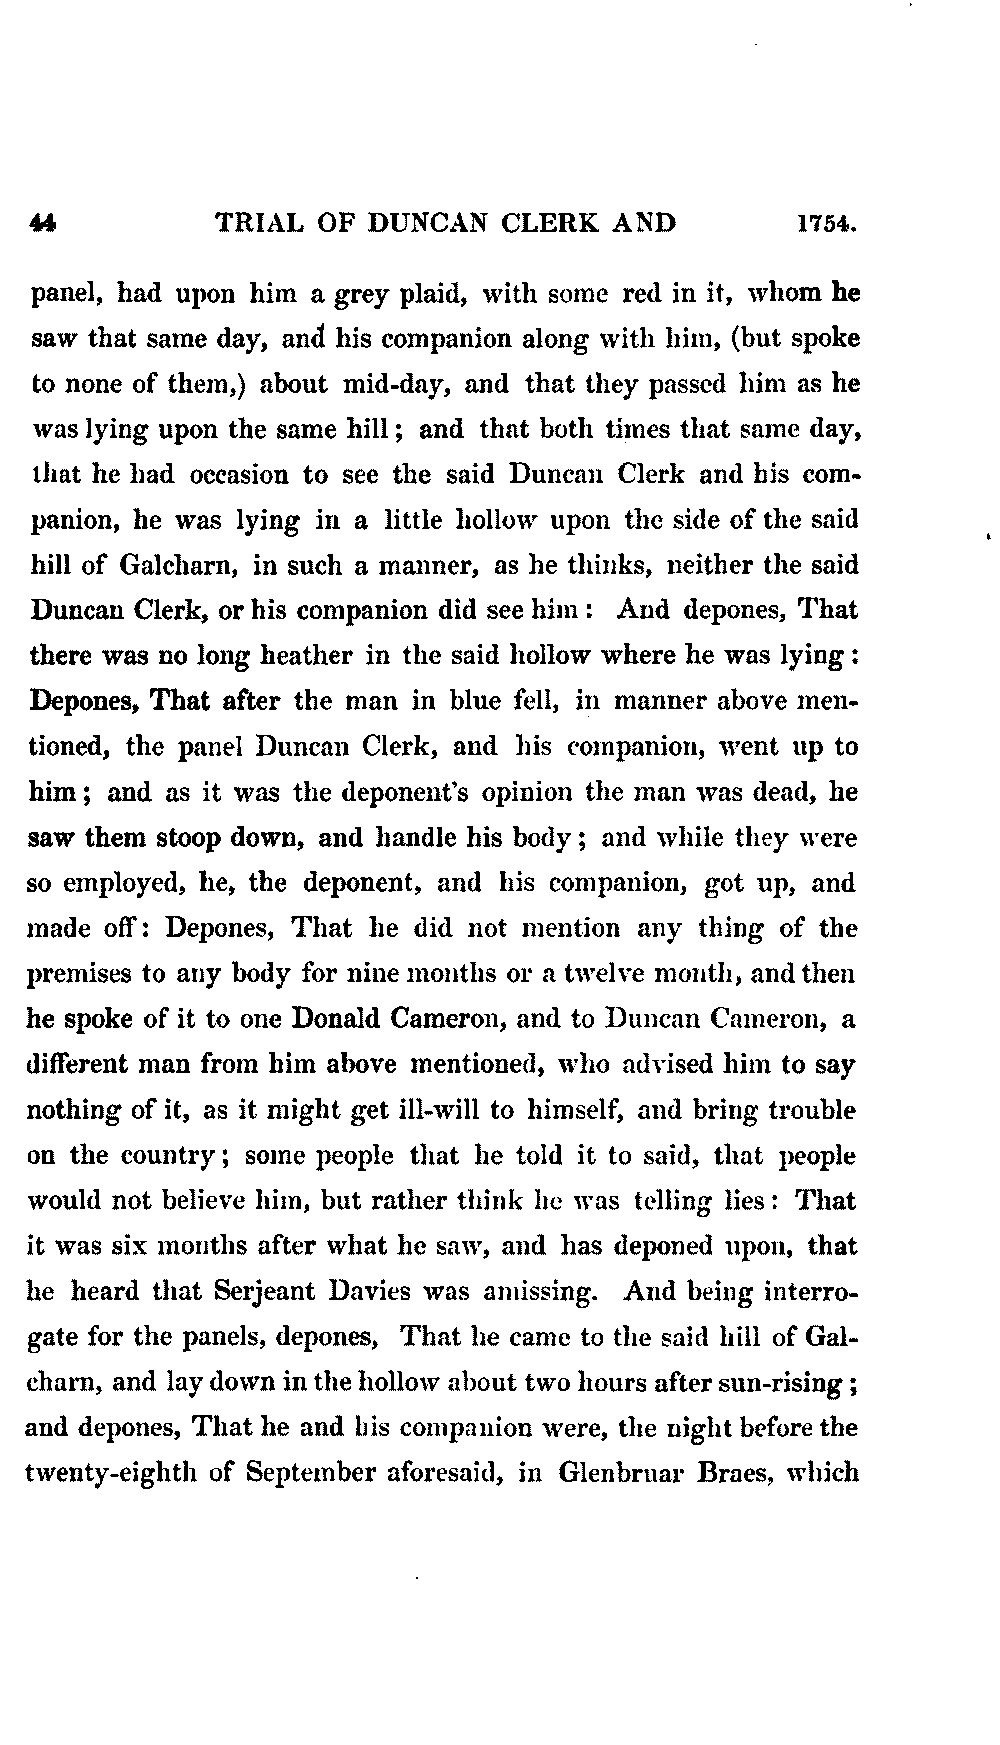 44 TRIAL OF DUNCAN CLERK AND 1754.
panel, had upon him a grey plaid, with some red in it, whom he
saw that same day, and his companion along with him, (but spoke
to none of them,) about mid-day, and that they passed him as he
was lying upon the same hill; and that both times that same day,
that he had occasion to see the said Duncan Clerk and his com-
panion, he was lying in a little hollow upon the side of the said
hill of Galcharn, in such a manner, as he thinks, neither the said
Duncan Clerk, or his companion did see him: And depones, That
there was no long heather in the said hollow where he was lying:
Depones, That after the man in blue fell, in manner above men-
tioned, the panel Duncan Clerk, and his companion, went up to
him; and as it was the deponent's opinion the man was dead, he
saw them stoop down, and handle his body; and while they were
so employed, he, the deponent, and his companion, got up, and
made off: Depones, That he did not mention any thing of the
premises to any body for nine months or a twelve month, and then
he spoke of it to one Donald Cameron, and to Duncan Cameron, a
different man from him above mentioned, who advised him to say
nothing of it, as it might get ill-will to himself, and bring trouble
on the country; some people that he told it to said, that people
would not believe him, but rather think he was telling lies: That
it was six months after what he saw, and has deponed upon, that
he heard that Serjeant Davies was amissing. And being interro-
gate for the panels, depones, That he came to the said hill of Gal-
charn, and lay down in the hollow about two hours after sun-rising;
and depones, That he and his companion were, the night before the
twenty-eighth of September aforesaid, in Glenbruar Braes, which